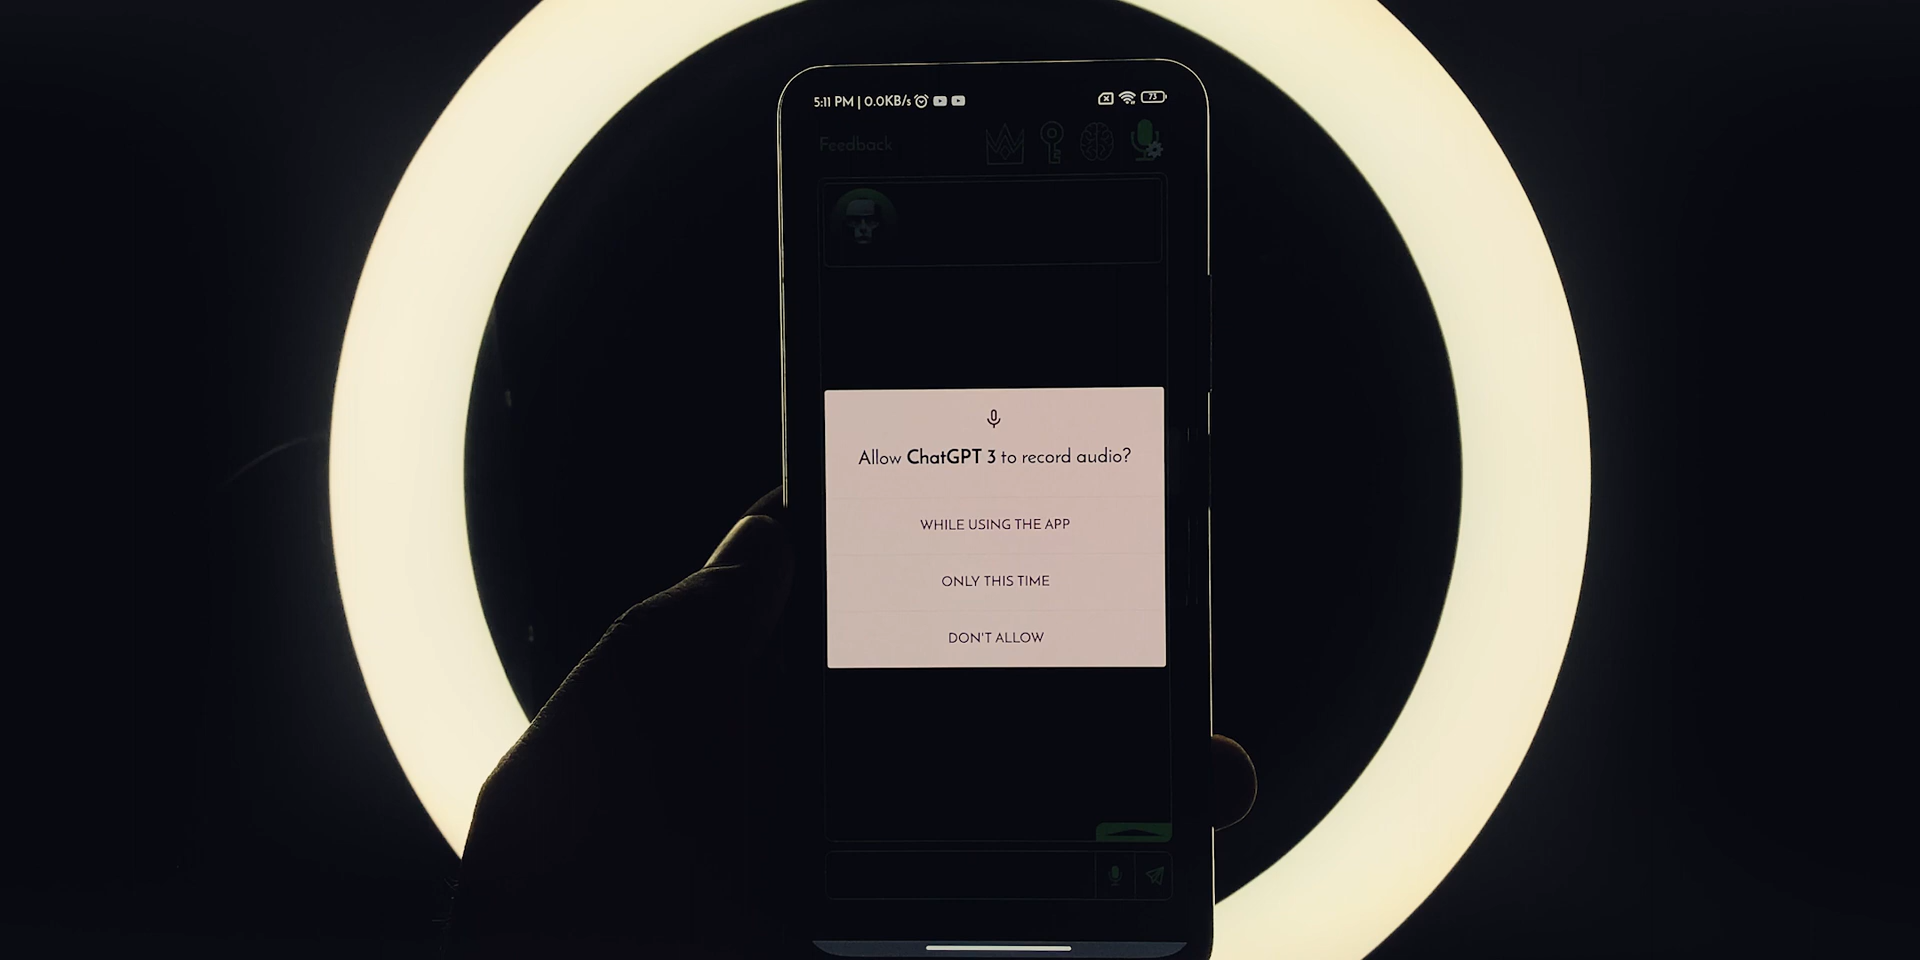 5:11 PM | 0.0KB/s 73
Feedback
Allow ChatGPT 3 to record audio?
WHILE USING THE APP
ONLY THIS TIME
DON'T ALLOW